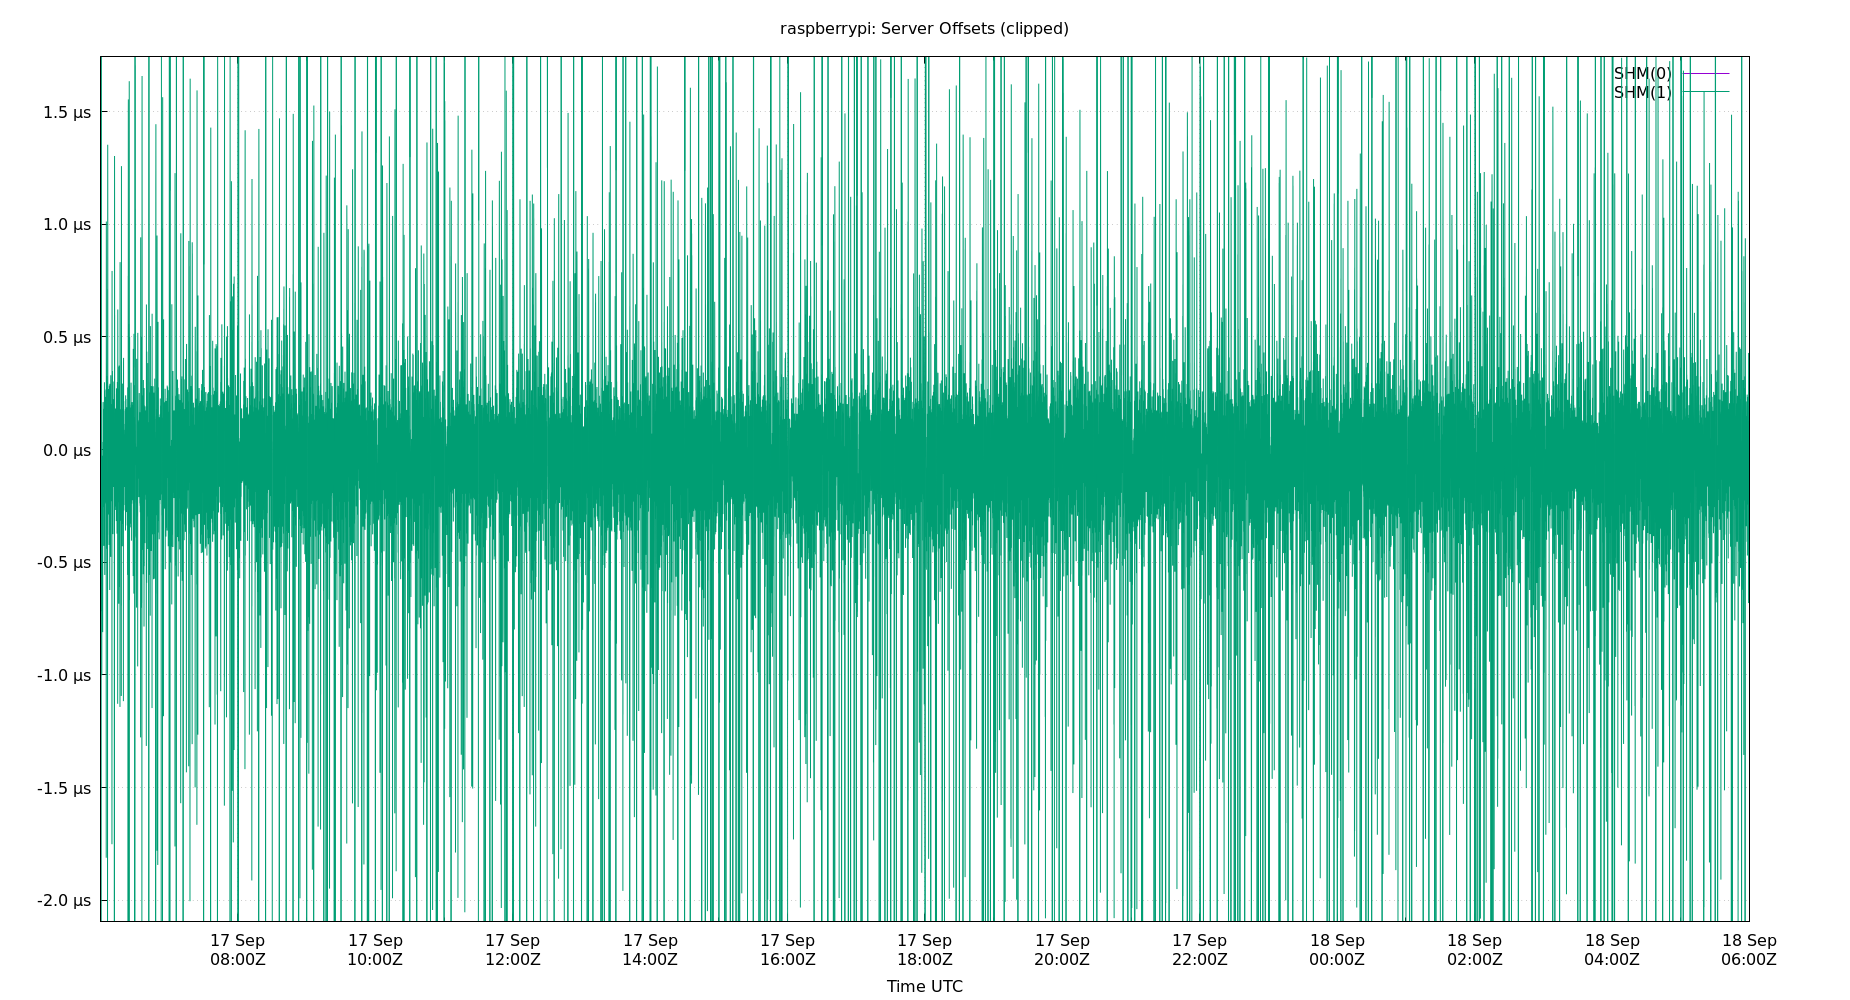 raspberrypi: Server Offsets (clipped)
SHM(0)
SHM(1)
1.5 µs
1.0 µs
0.5 µs
0.0 µs
-0.5 µs
-1.0 µs
-1.5 µs
-2.0 µs
17 Sep 17 Sep 17 Sep 17 Sep 17 Sep 17 Sep 17 Sep 17 Sep 18 Sep 18 Sep 18 Sep 18 Sep
08:00Z 10:00Z 12:00Z 14:00Z 16:00Z 18:00Z 20:00Z 22:00Z 00:00Z 02:00Z 04:00Z 06:00Z
Time UTC